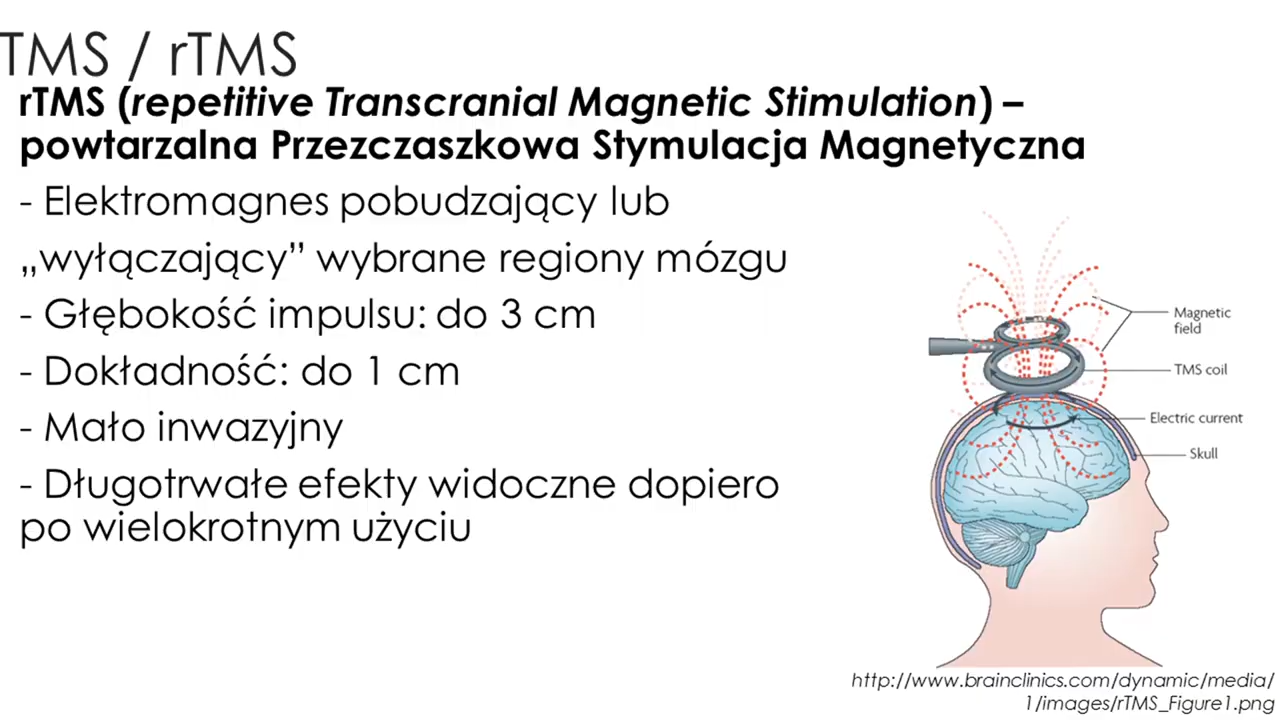 TMS / rTMS
rTMS (repetitive Transcranial Magnetic Stimulation) –
powtarzalna Przezczaszkowa Stymulacja Magnetyczna
- Elektromagnes pobudzający lub
„wyłączający” wybrane regiony mózgu
- Głębokość impulsu: do 3 cm
- Dokładność: do 1 cm
- Mało inwazyjny
- Długotrwałe efekty widoczne dopiero
po wielokrotnym użyciu
Magnetic
field
TMS coil
Electric current
Skull
http://www.brainclinics.com/dynamic/media/
1/images/rTMS_Figure1.png